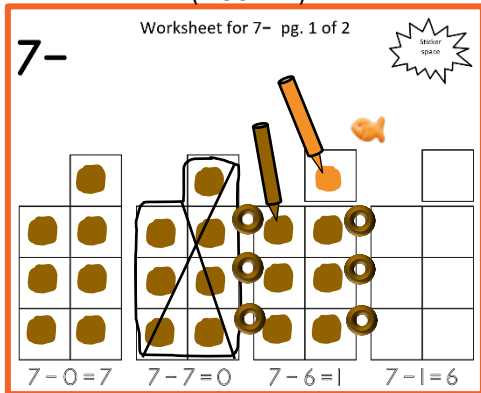 Worksheet for 7– pg. 1 of 2
7–
Sticker
space
7-0=7
7-7=0
7-6=1
7-1=6